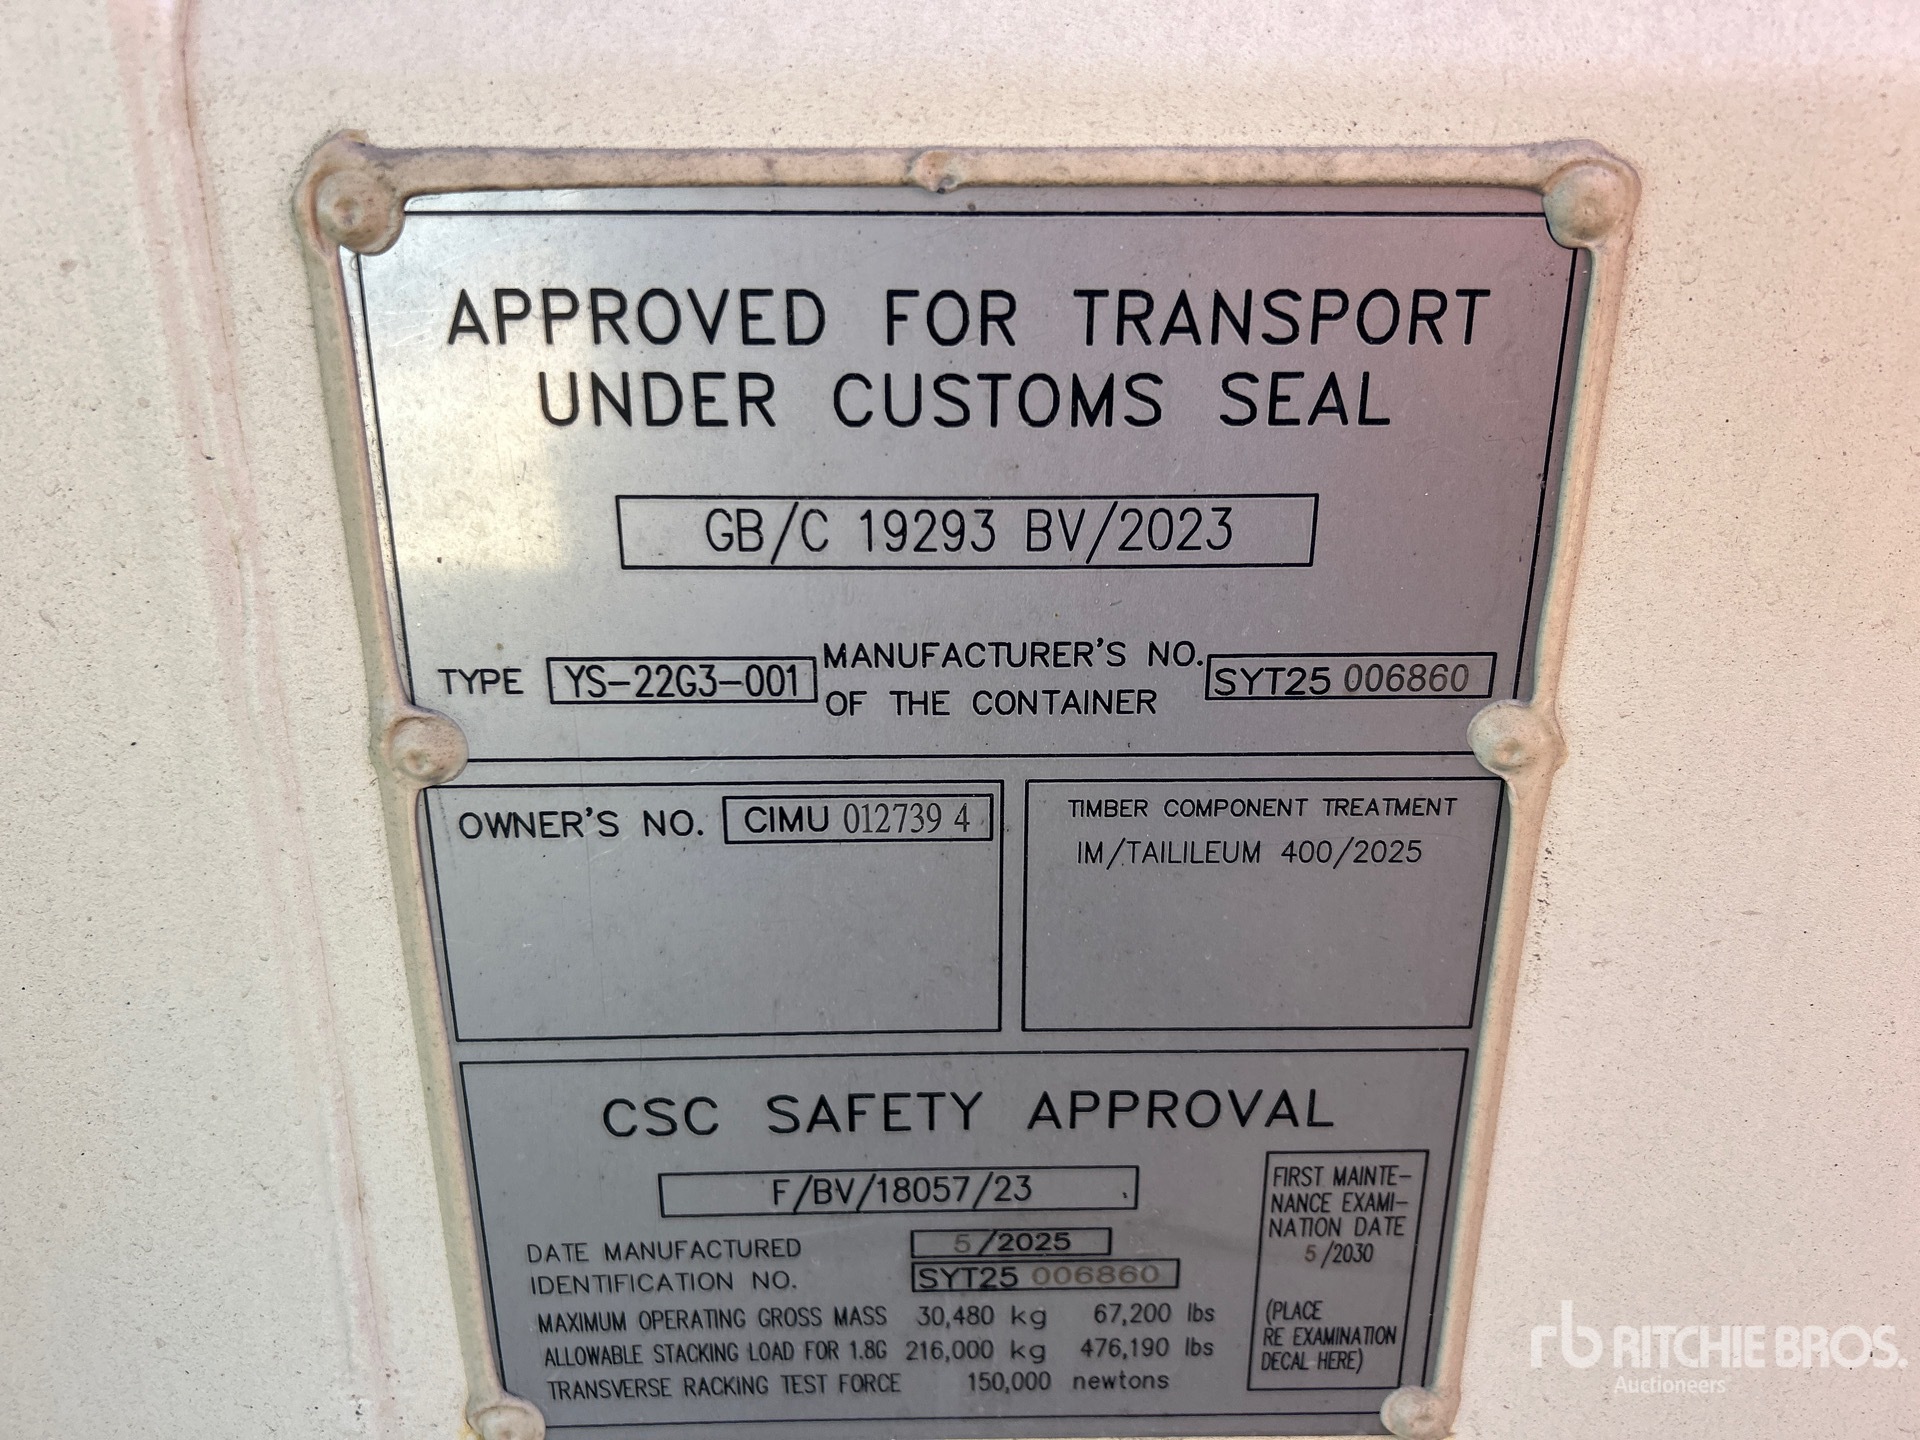 APPROVED FOR TRANSPORT
UNDER CUSTOMS SEAL
GB/C 19293 BV/2023
TYPE YS-22G3-001
MANUFACTURER'S NO.
OF THE CONTAINER
SYT25 006860
OWNER'S NO. CIMU 012739 4
TIMBER COMPONENT TREATMENT
IM/TAILILEUM 400/2025
CSC SAFETY APPROVAL
F/BV/18057/23
DATE MANUFACTURED 5/2025
IDENTIFICATION NO. SYT25 006860
MAXIMUM OPERATING GROSS MASS 30,480 kg 67,200 lbs
ALLOWABLE STACKING LOAD FOR 1.8G 216,000 kg 476,190 lbs
TRANSVERSE RACKING TEST FORCE 150,000 newtons
FIRST MAINTE-
NANCE EXAMI-
NATION DATE
5/2030
(PLACE
RE EXAMINATION
DECAL HERE)
rb RITCHIE BROS.
Auctioneers